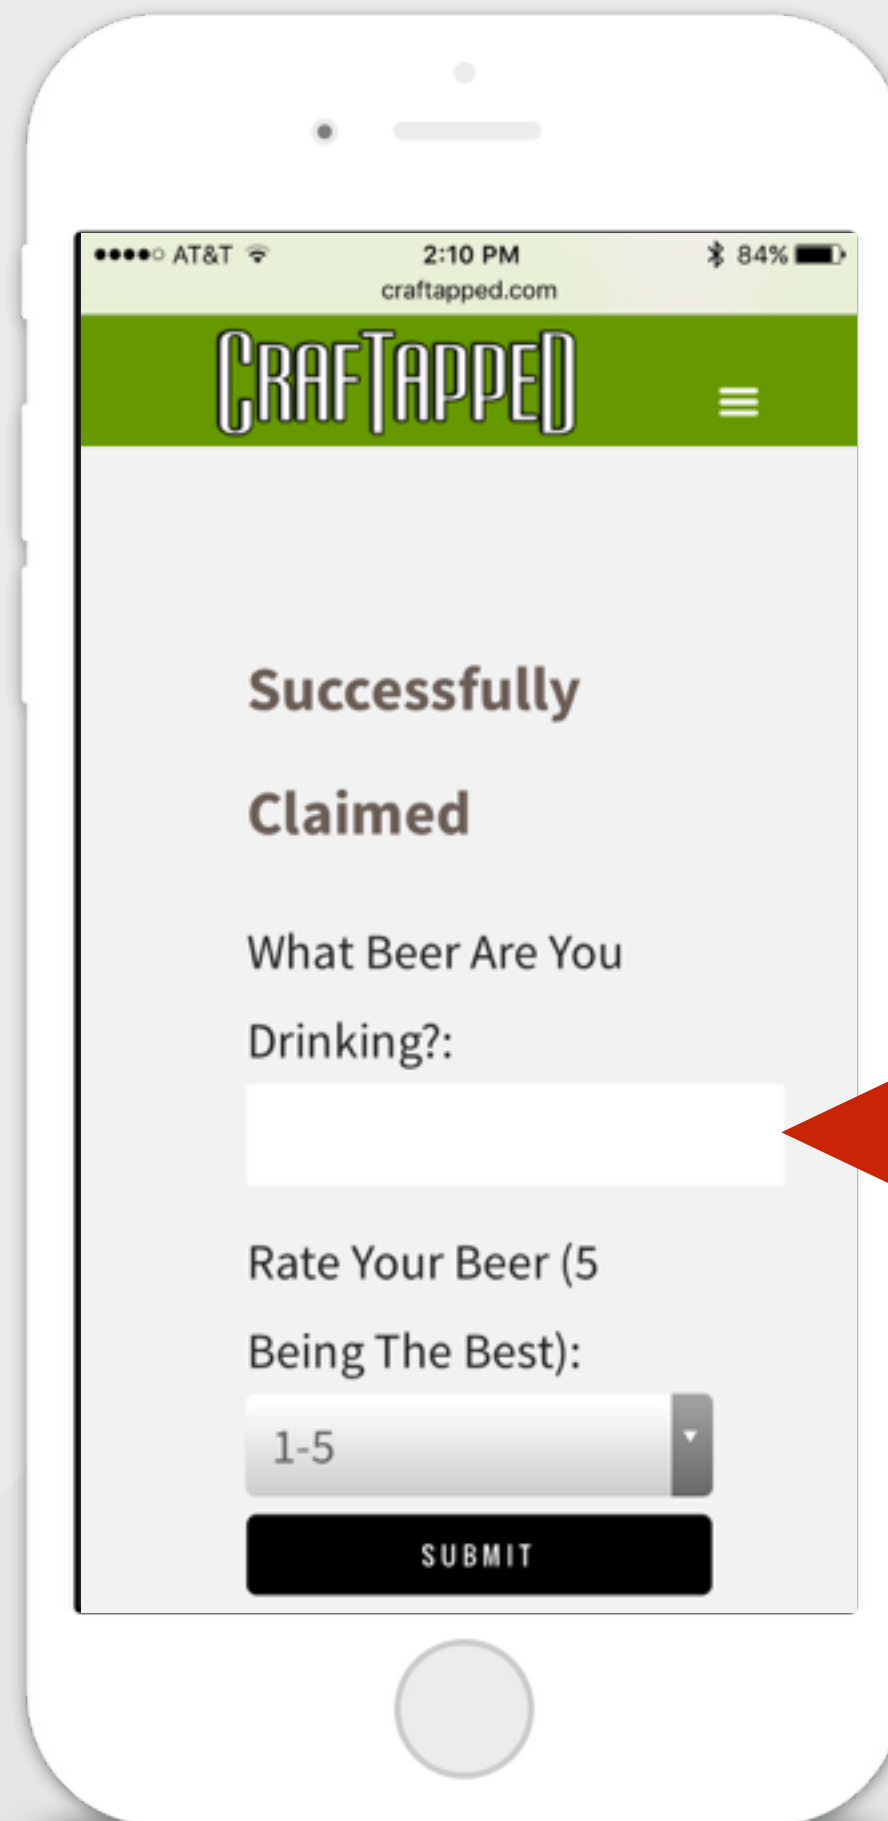 AT&T 2:10 PM 84%
craftapped.com
CRAFTAPPED
Successfully
Claimed
What Beer Are You
Drinking?:
Rate Your Beer (5
Being The Best):
1-5
SUBMIT